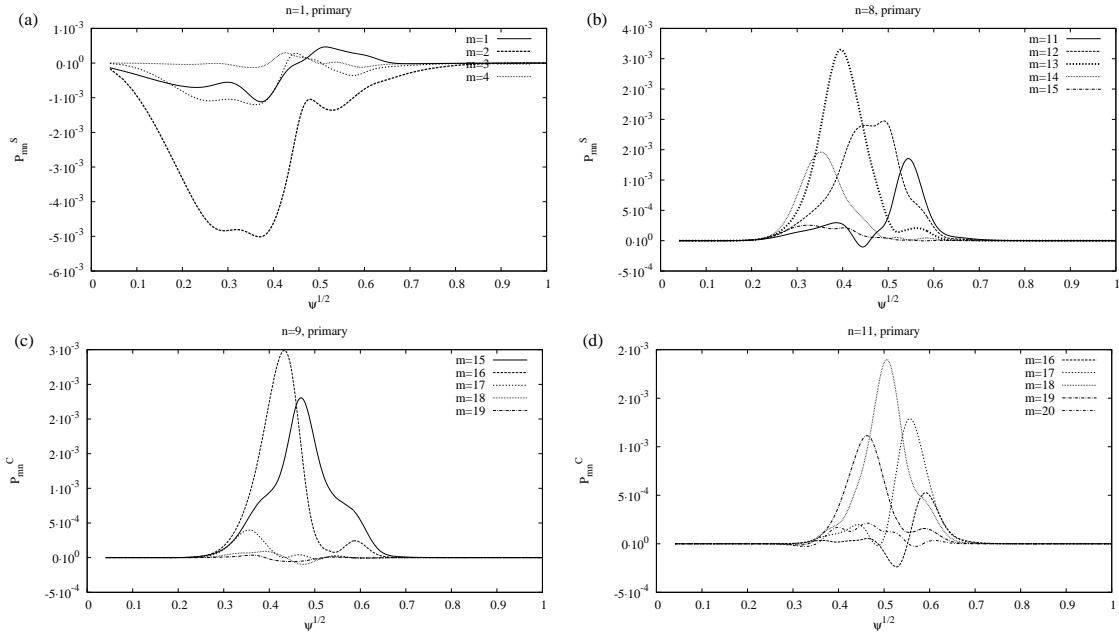 (a)
n=1, primary
1·10⁻³
0·10⁰
-1·10⁻³
-2·10⁻³
-3·10⁻³
-4·10⁻³
-5·10⁻³
-6·10⁻³
P_mn^S
m=1
m=2
m=3
m=4
0 0.1 0.2 0.3 0.4 0.5 0.6 0.7 0.8 0.9 1
ψ^1/2
(b)
n=8, primary
4·10⁻³
3·10⁻³
3·10⁻³
2·10⁻³
2·10⁻³
1·10⁻³
5·10⁻⁴
0·10⁰
-5·10⁻⁴
P_mn^S
m=11
m=12
m=13
m=14
m=15
0 0.1 0.2 0.3 0.4 0.5 0.6 0.7 0.8 0.9 1
ψ^1/2
(c)
n=9, primary
3·10⁻³
3·10⁻³
2·10⁻³
2·10⁻³
1·10⁻³
5·10⁻⁴
0·10⁰
-5·10⁻⁴
P_mn^C
m=15
m=16
m=17
m=18
m=19
0 0.1 0.2 0.3 0.4 0.5 0.6 0.7 0.8 0.9 1
ψ^1/2
(d)
n=11, primary
2·10⁻³
2·10⁻³
1·10⁻³
5·10⁻⁴
0·10⁰
-5·10⁻⁴
P_mn^C
m=16
m=17
m=18
m=19
m=20
0 0.1 0.2 0.3 0.4 0.5 0.6 0.7 0.8 0.9 1
ψ^1/2